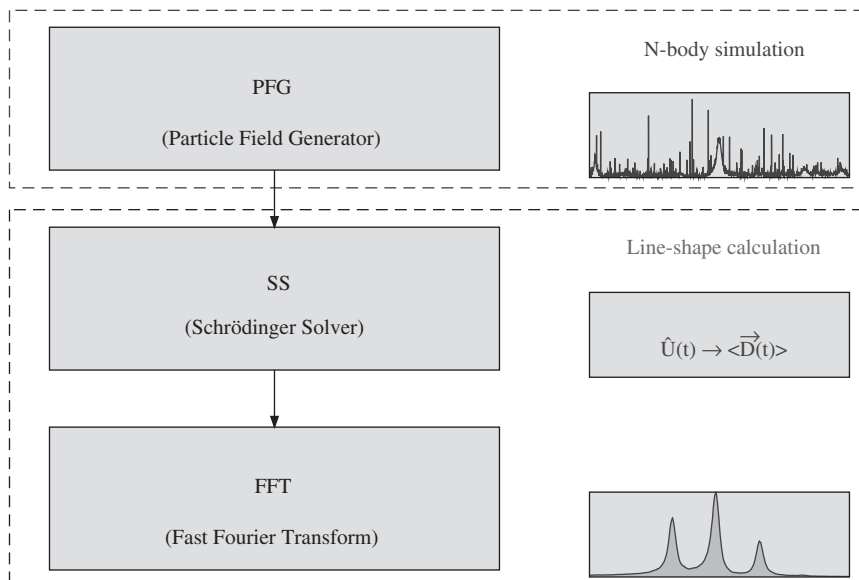 PFG
(Particle Field Generator)
N-body simulation
SS
(Schrödinger Solver)
Line-shape calculation
Û(t) → <D⃗(t)>
FFT
(Fast Fourier Transform)